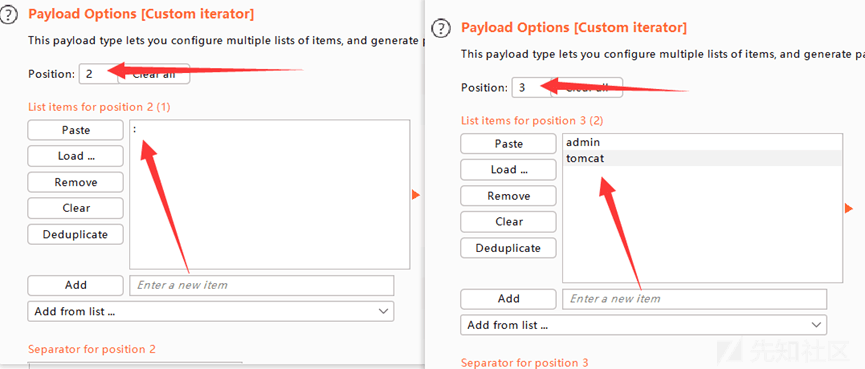 ? Payload Options [Custom iterator]
This payload type lets you configure multiple lists of items, and generate p
Position: 2 Clear all
List items for position 2 (1)
Paste
Load ...
Remove
Clear
Deduplicate
:
Add Enter a new item
Add from list ...
Separator for position 2
? Payload Options [Custom iterator]
This payload type lets you configure multiple lists of items, and generate pa
Position: 3 Clear all
List items for position 3 (2)
Paste
Load ...
Remove
Clear
Deduplicate
admin
tomcat
Add Enter a new item
Add from list ...
Separator for position 3
先知社区